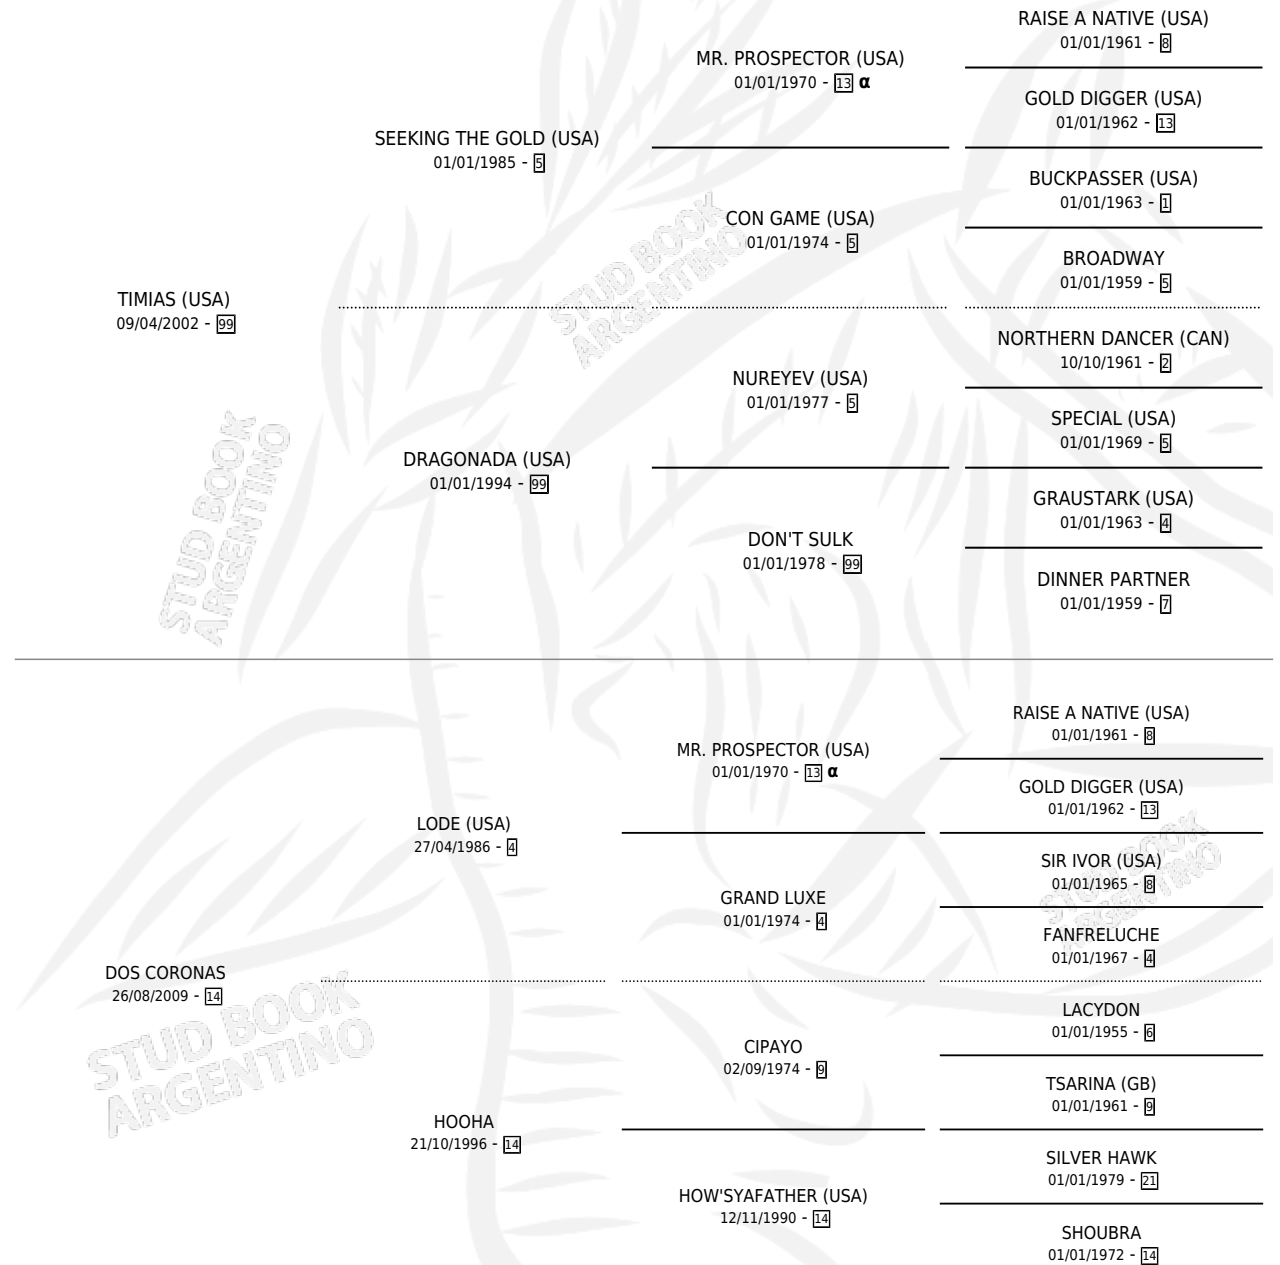 RAISE A NATIVE (USA)
01/01/1961 - 8
MR. PROSPECTOR (USA)
01/01/1970 - 13 α
GOLD DIGGER (USA)
01/01/1962 - 13
SEEKING THE GOLD (USA)
01/01/1985 - 5
BUCKPASSER (USA)
01/01/1963 - 1
CON GAME (USA)
01/01/1974 - 5
BROADWAY
01/01/1959 - 5
STUD BOOK
ARGENTINO
TIMIAS (USA)
09/04/2002 - 99
NORTHERN DANCER (CAN)
10/10/1961 - 2
NUREYEV (USA)
01/01/1977 - 5
SPECIAL (USA)
01/01/1969 - 5
DRAGONADA (USA)
01/01/1994 - 99
GRAUSTARK (USA)
01/01/1963 - 4
DON'T SULK
01/01/1978 - 99
DINNER PARTNER
01/01/1959 - 7
STUD BOOK
ARGENTINO
RAISE A NATIVE (USA)
01/01/1961 - 8
MR. PROSPECTOR (USA)
01/01/1970 - 13 α
GOLD DIGGER (USA)
01/01/1962 - 13
LODE (USA)
27/04/1986 - 4
SIR IVOR (USA)
01/01/1965 - 8
GRAND LUXE
01/01/1974 - 4
FANFRELUCHE
01/01/1967 - 4
STUD BOOK
ARGENTINO
DOS CORONAS
26/08/2009 - 14
LACYDON
01/01/1955 - 6
CIPAYO
02/09/1974 - 9
TSARINA (GB)
01/01/1961 - 9
STUD BOOK
ARGENTINO
HOOHA
21/10/1996 - 14
SILVER HAWK
01/01/1979 - 21
HOW'SYAFATHER (USA)
12/11/1990 - 14
SHOUBRA
01/01/1972 - 14